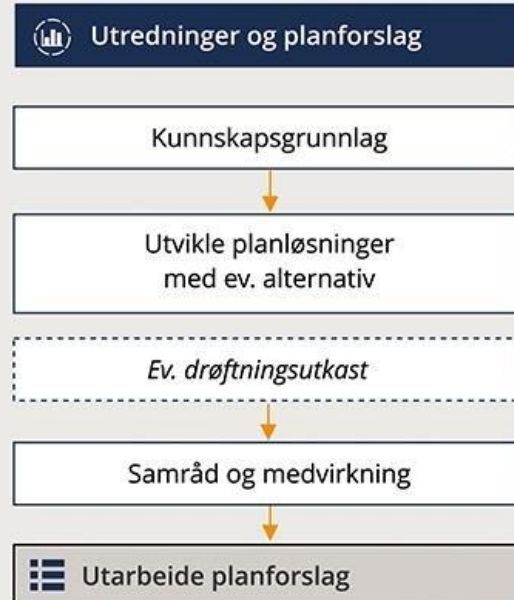 Utredninger og planforslag
Kunnskapsgrunnlag
Utvikle planløsninger
med ev. alternativ
Ev. drøftningsutkast
Samråd og medvirkning
Utarbeide planforslag